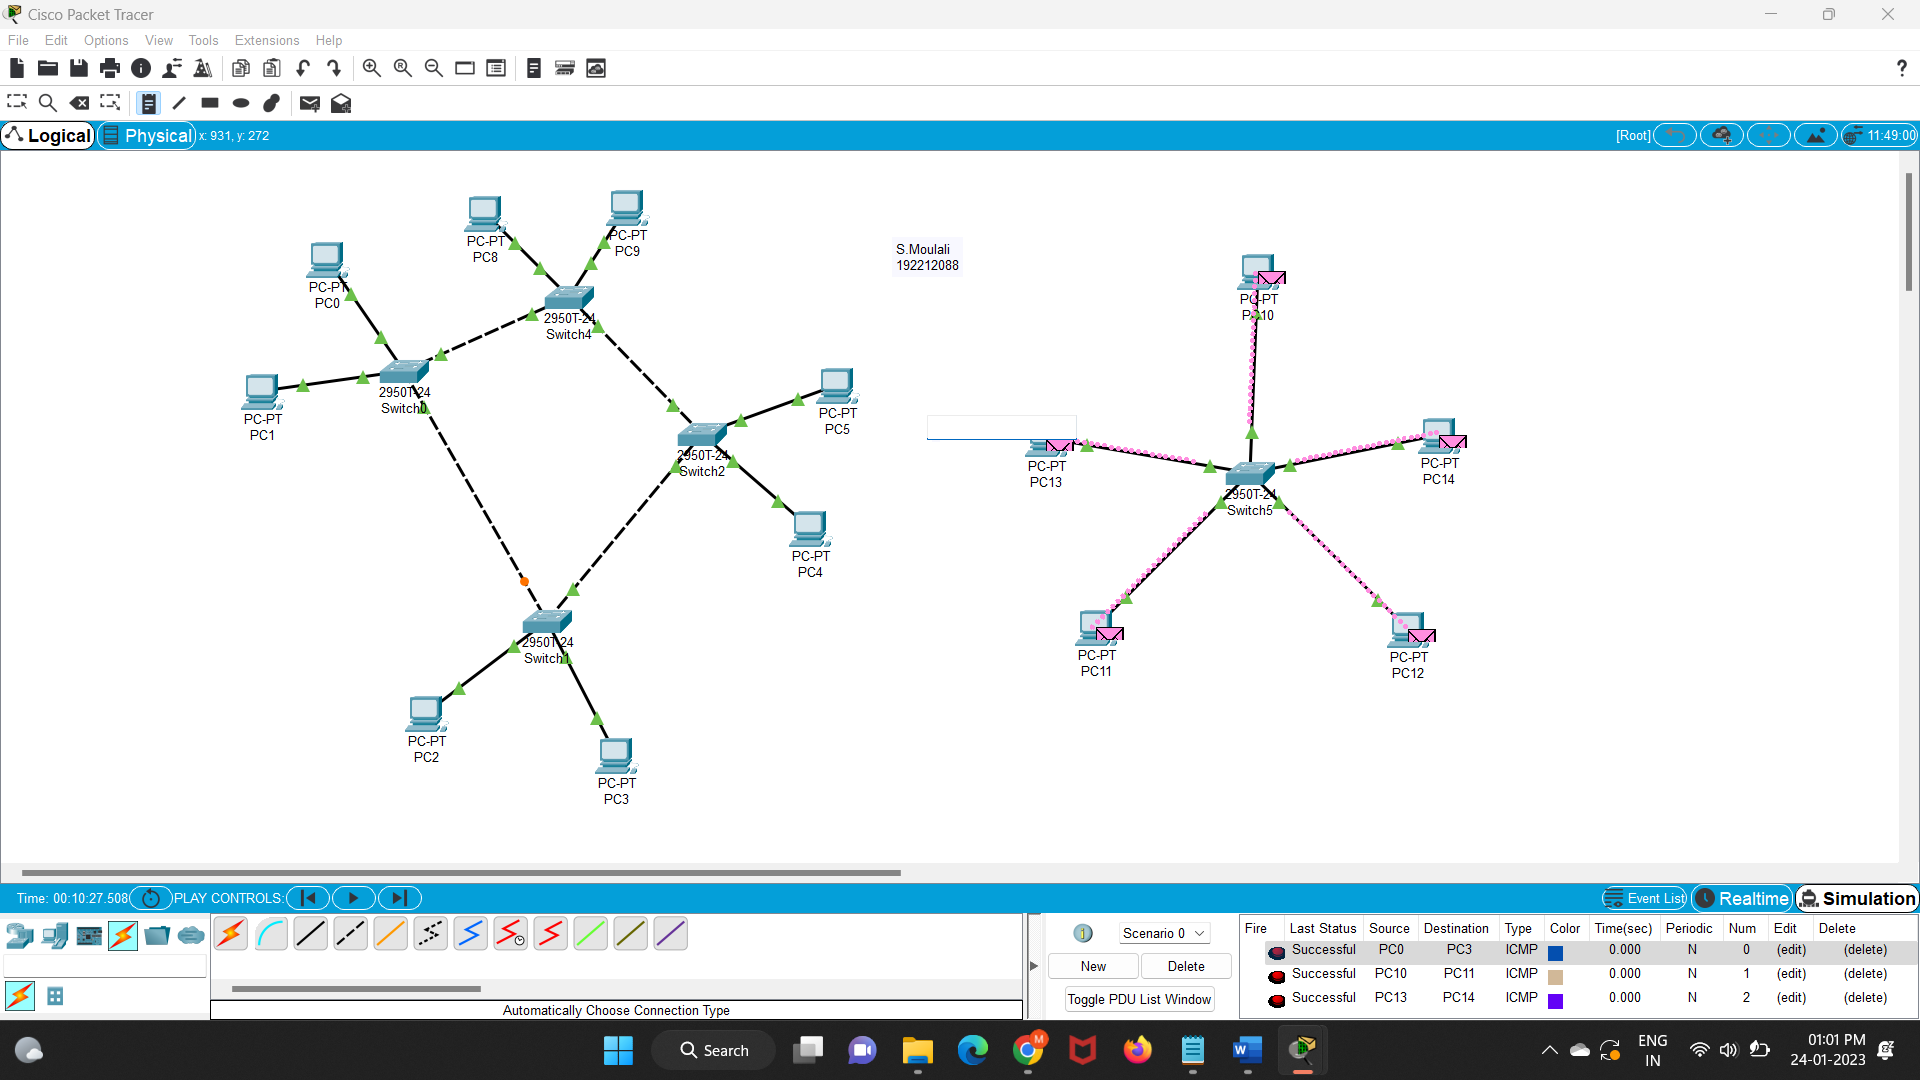 Cisco Packet Tracer
File Edit Options View Tools Extensions Help
Logical Physical x: 931, y: 272 [Root] 11:49:00
PC-PT
PC8
PC-PT
PC9
S.Moulali
192212088
PC-PT
PC0
PC-PT
PC10
2950T-24
Switch4
PC-PT
PC1
2950T-24
Switch0
PC-PT
PC5
2950T-24
Switch2
PC-PT
PC13
PC-PT
PC14
2950T-24
Switch5
PC-PT
PC4
2950T-24
Switch1
PC-PT
PC11
PC-PT
PC12
PC-PT
PC2
PC-PT
PC3
Time: 00:10:27.508 PLAY CONTROLS: Event List Realtime Simulation
Scenario 0
New Delete
Toggle PDU List Window
Fire Last Status Source Destination Type Color Time(sec) Periodic Num Edit Delete
Successful PC0 PC3 ICMP 0.000 N 0 (edit) (delete)
Successful PC10 PC11 ICMP 0.000 N 1 (edit) (delete)
Successful PC13 PC14 ICMP 0.000 N 2 (edit) (delete)
Automatically Choose Connection Type
Search
ENG
IN
01:01 PM
24-01-2023